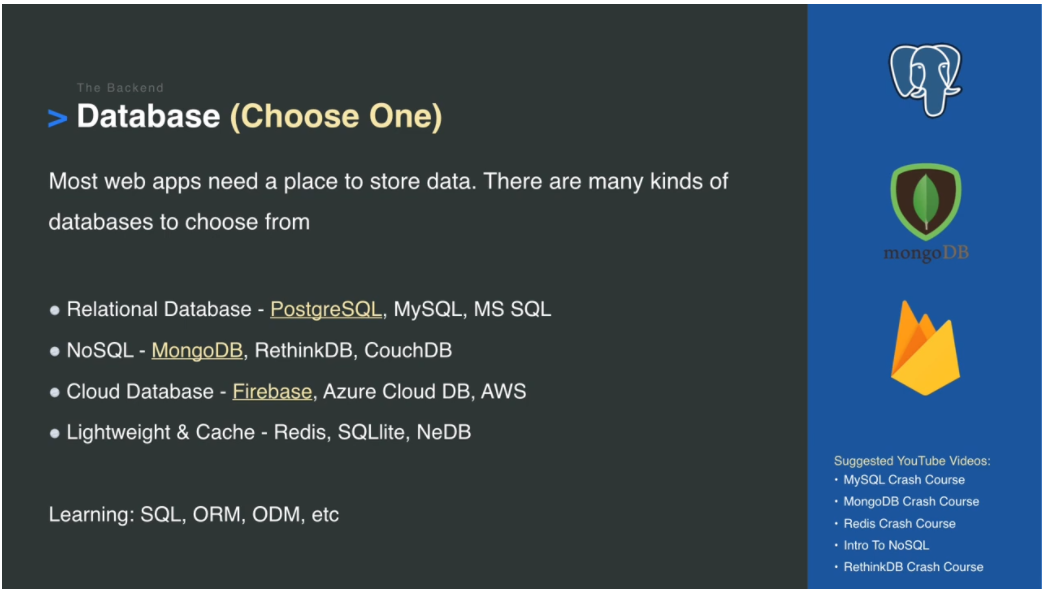 The Backend
> Database (Choose One)
Most web apps need a place to store data. There are many kinds of
databases to choose from
• Relational Database - PostgreSQL, MySQL, MS SQL
• NoSQL - MongoDB, RethinkDB, CouchDB
• Cloud Database - Firebase, Azure Cloud DB, AWS
• Lightweight & Cache - Redis, SQLlite, NeDB
Learning: SQL, ORM, ODM, etc
mongoDB
Suggested YouTube Videos:
• MySQL Crash Course
• MongoDB Crash Course
• Redis Crash Course
• Intro To NoSQL
• RethinkDB Crash Course